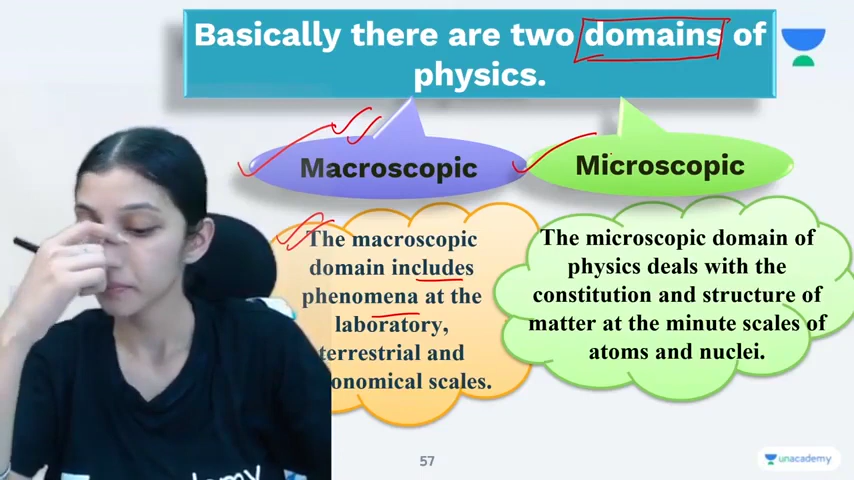 Basically there are two domains of
physics.
Macroscopic
Microscopic
The macroscopic
domain includes
phenomena at the
laboratory,
terrestrial and
onomical scales.
The microscopic domain of
physics deals with the
constitution and structure of
matter at the minute scales of
atoms and nuclei.
57
unacademy